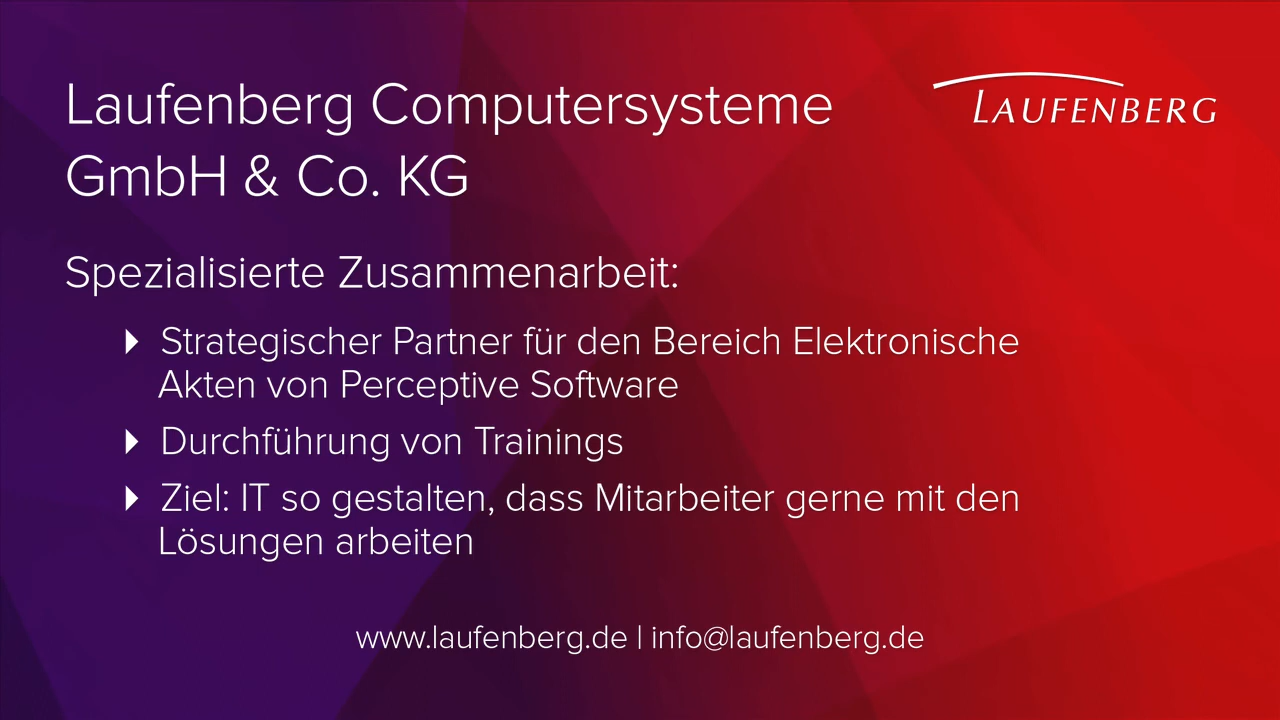 Laufenberg Computersysteme
GmbH & Co. KG
LAUFENBERG
Spezialisierte Zusammenarbeit:
Strategischer Partner für den Bereich Elektronische
Akten von Perceptive Software
Durchführung von Trainings
Ziel: IT so gestalten, dass Mitarbeiter gerne mit den
Lösungen arbeiten
www.laufenberg.de | info@laufenberg.de